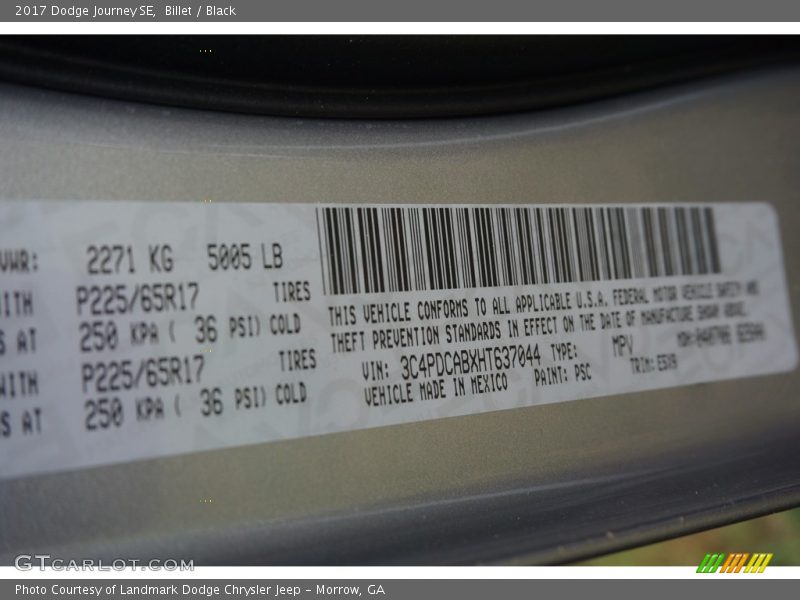 2017 Dodge Journey SE, Billet / Black
VWR: 2271 KG 5005 LB
WITH P225/65R17 TIRES
S AT 250 KPA ( 36 PSI) COLD
WITH P225/65R17 TIRES
S AT 250 KPA ( 36 PSI) COLD
THIS VEHICLE CONFORMS TO ALL APPLICABLE U.S.A. FEDERAL MOTOR VEHICLE SAFETY AND
THEFT PREVENTION STANDARDS IN EFFECT ON THE DATE OF MANUFACTURE SHOWN ABOVE.
VIN: 3C4PDCABXHT637044 TYPE: MPV
VEHICLE MADE IN MEXICO PAINT: PSC TRIM:
GTCARLOT.COM
Photo Courtesy of Landmark Dodge Chrysler Jeep – Morrow, GA